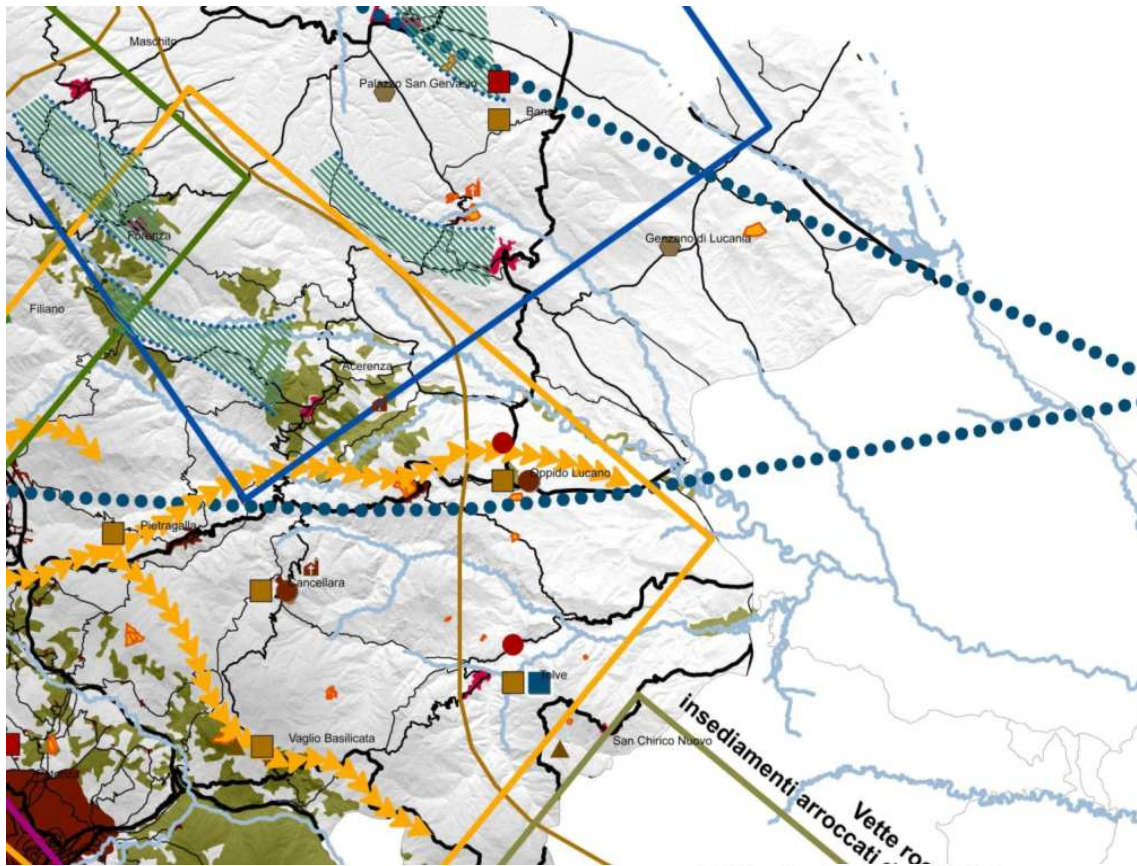 Maschito
Palazzo San Gervasio
Banzi
Forenza
Genzano di Lucania
Filiano
Acerenza
Oppido Lucano
Pietragalla
Cancellara
Tolve
Vaglio Basilicata
San Chirico Nuovo
insediamenti arroccati
Vette